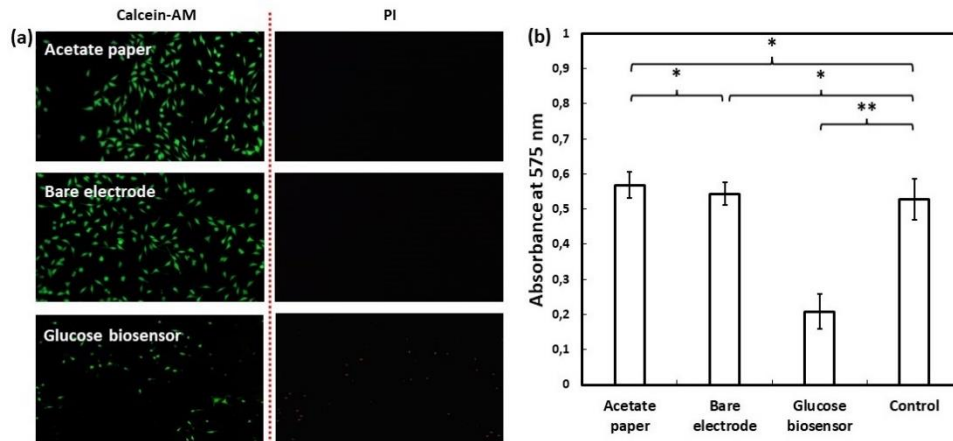 Calcein-AM
PI
(a)
Acetate paper
Bare electrode
Glucose biosensor
(b)
Absorbance at 575 nm
1
0,9
0,8
0,7
0,6
0,5
0,4
0,3
0,2
0,1
0
*
*
*
**
Acetate
paper
Bare
electrode
Glucose
biosensor
Control